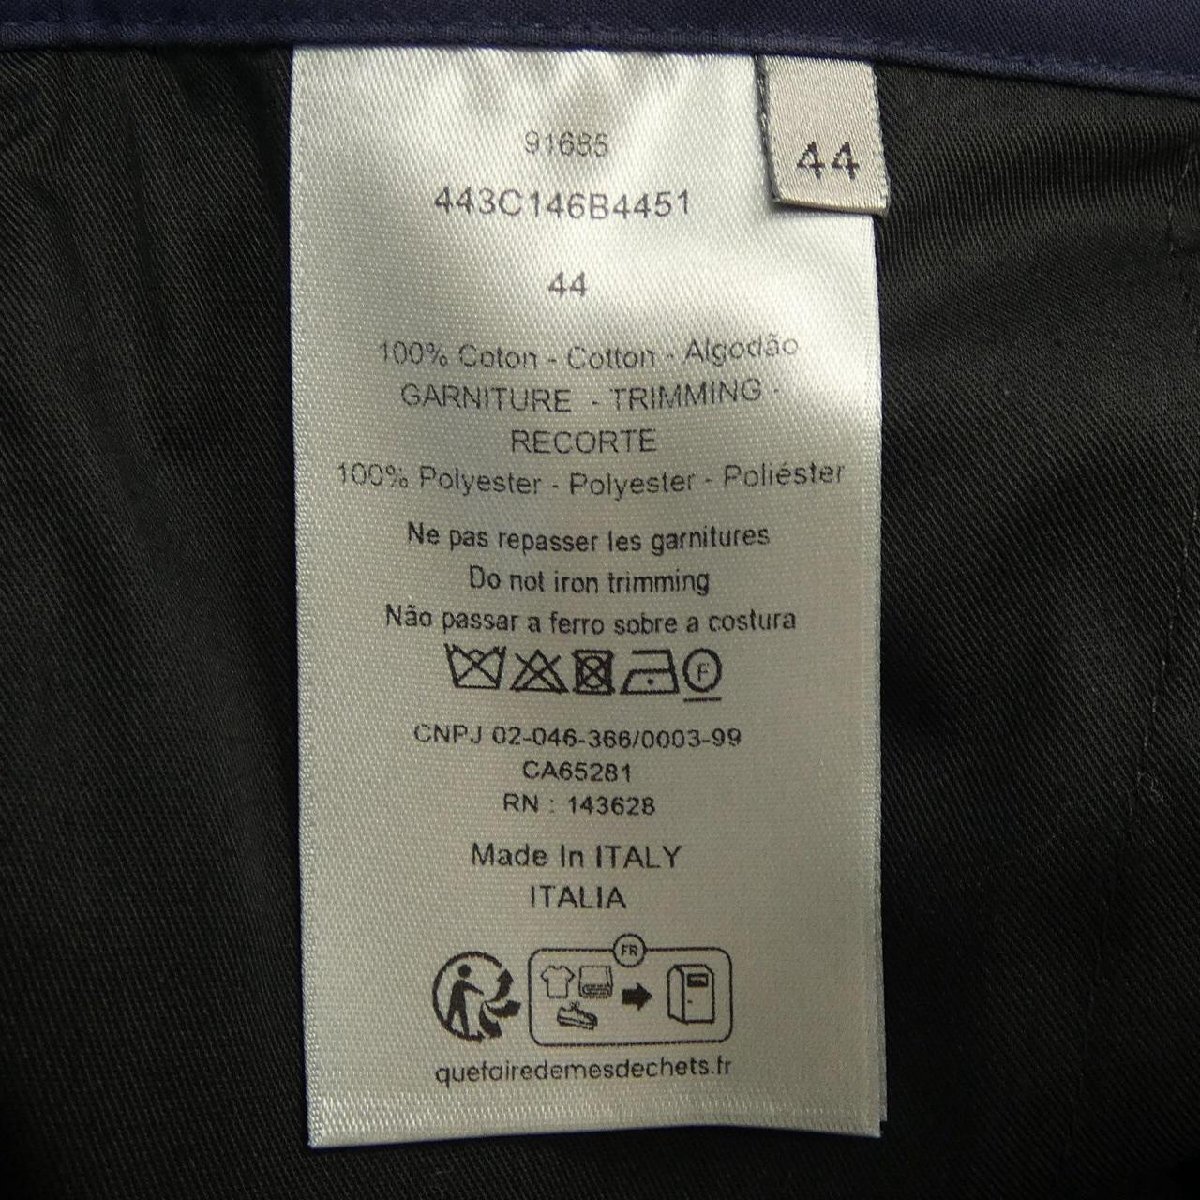 91685
44
443C146B4451
44
100% Coton - Cotton - Algodão
GARNITURE - TRIMMING -
RECORTE
100% Polyester - Polyester - Poliéster
Ne pas repasser les garnitures
Do not iron trimming
Não passar a ferro sobre a costura
F
CNPJ 02-046-366/0003-99
CA65281
RN : 143628
Made In ITALY
ITALIA
FR
quefairedemesdechets.fr